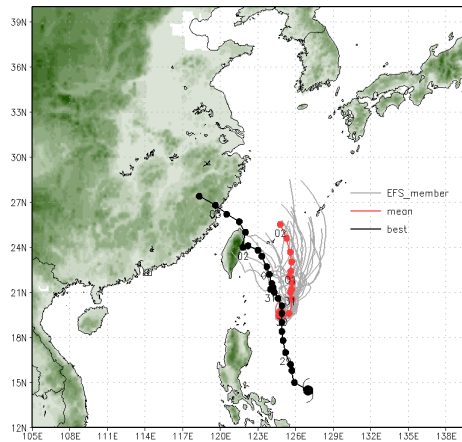 39N
36N
33N
30N
27N
24N
21N
18N
15N
12N
EFS_member
mean
best
03
02
02
105E
108E
111E
114E
117E
120E
123E
126E
129E
132E
135E
138E